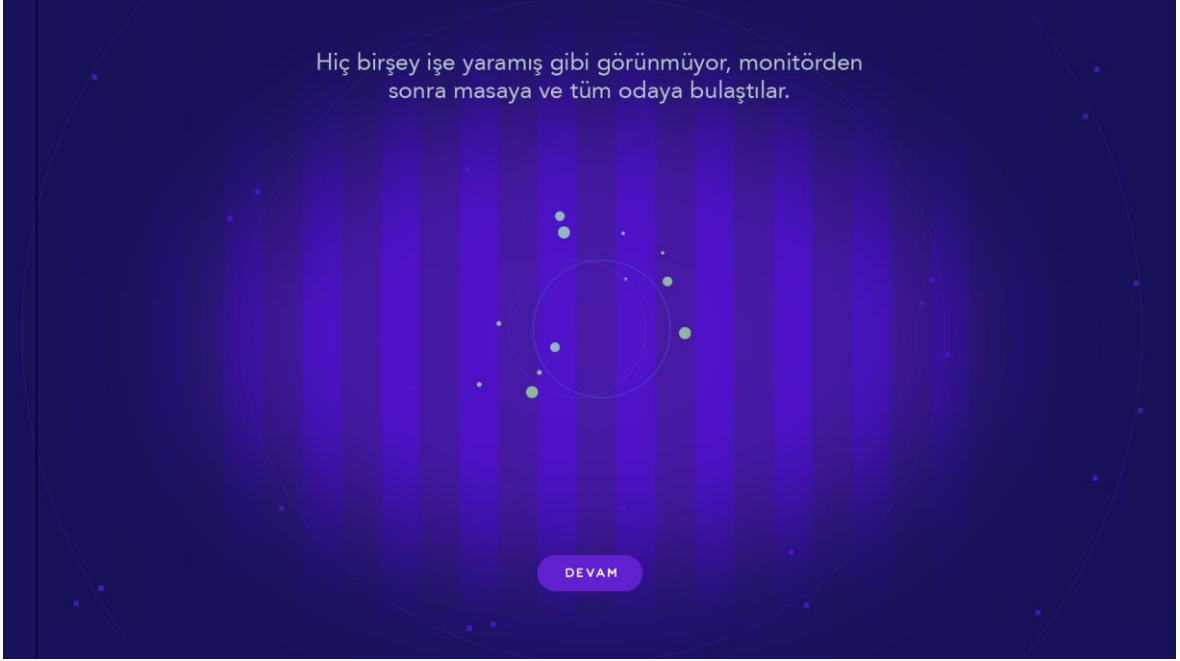 Hiç birşey işe yaramış gibi görünmüyor, monitörden
sonra masaya ve tüm odaya bulaştılar.
DEVAM